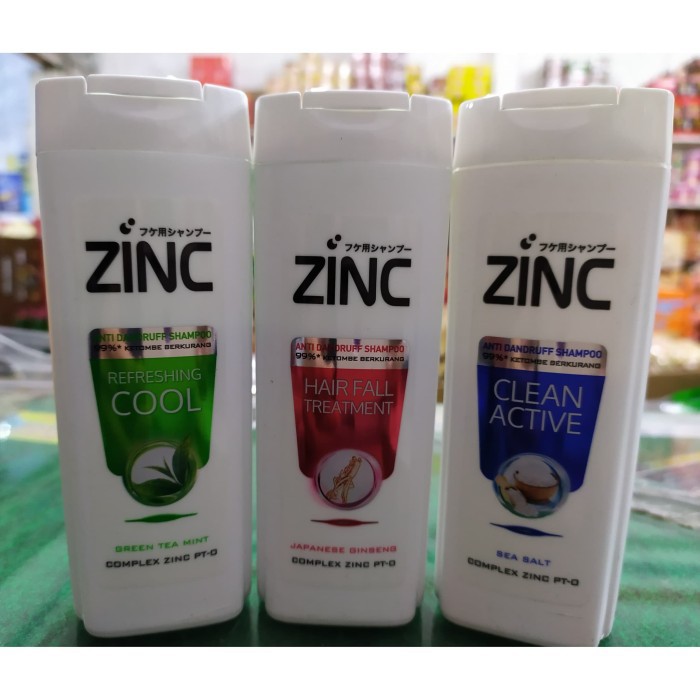 フケ用シャンプー
ZINC
ANTI DANDRUFF SHAMPOO
99%* KETOMBE BERKURANG
REFRESHING
COOL
GREEN TEA MINT
COMPLEX ZINC PT-O
フケ用シャンプー
ZINC
ANTI DANDRUFF SHAMPOO
99%* KETOMBE BERKURANG
HAIR FALL
TREATMENT
JAPANESE GINSENG
COMPLEX ZINC PT-O
フケ用シャンプー
ZINC
ANTI DANDRUFF SHAMPOO
99%* KETOMBE BERKURANG
CLEAN
ACTIVE
SEA SALT
COMPLEX ZINC PT-O